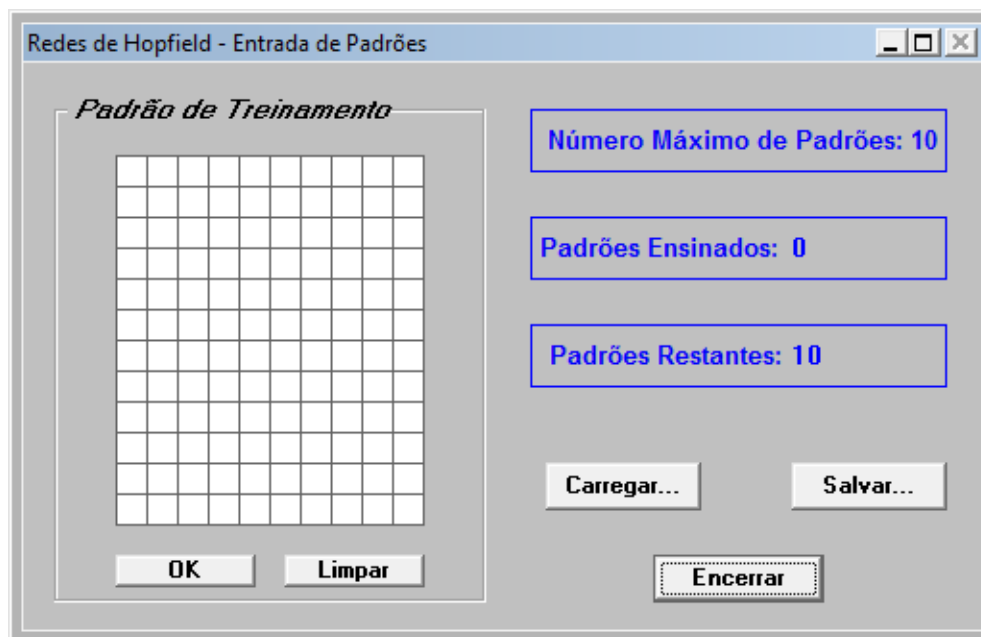 Redes de Hopfield - Entrada de Padrões
Padrão de Treinamento
Número Máximo de Padrões: 10
Padrões Ensinados: 0
Padrões Restantes: 10
Carregar...
Salvar...
OK
Limpar
Encerrar